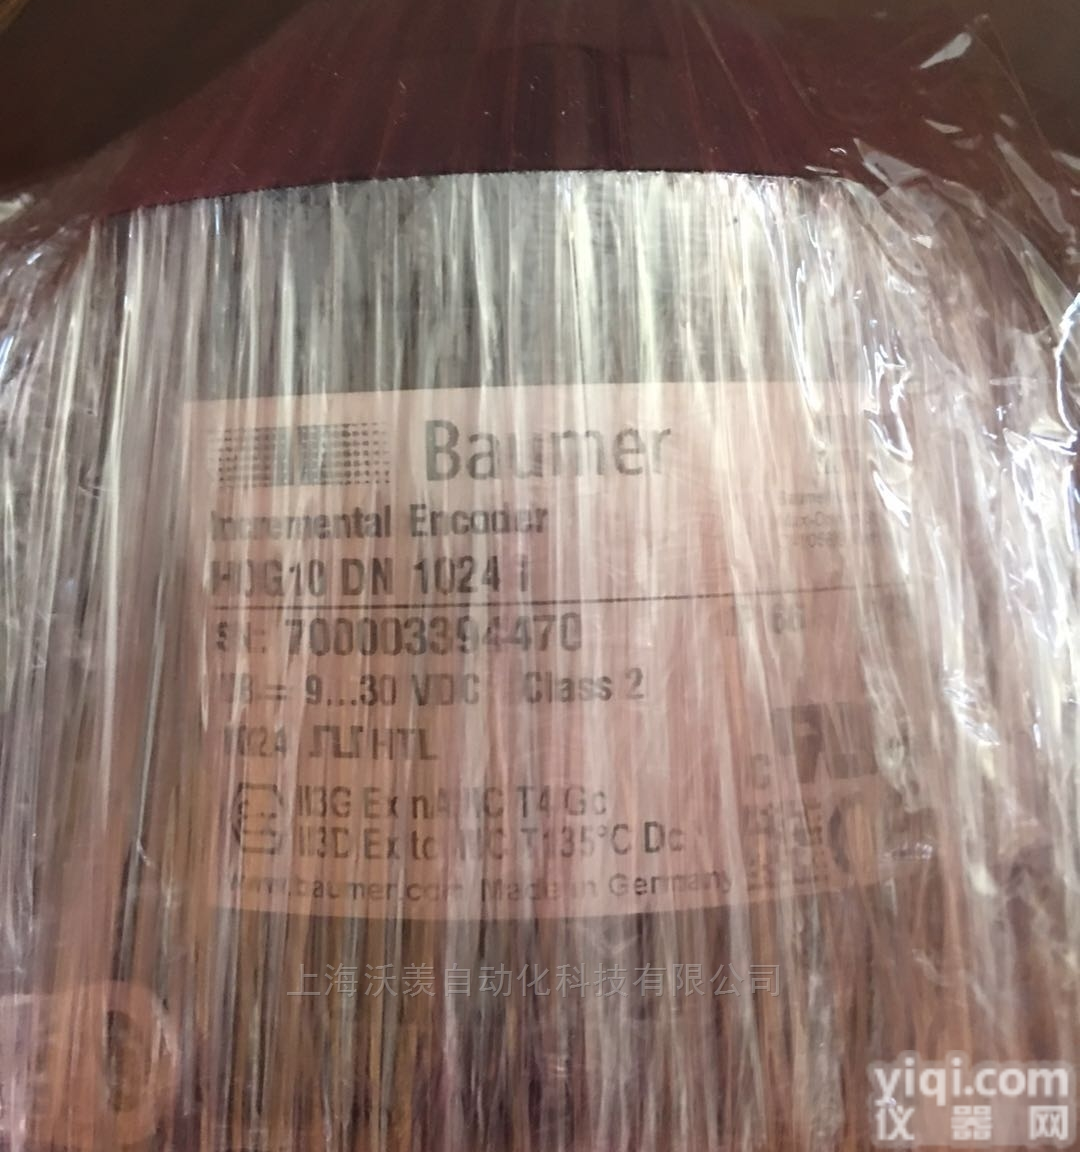 Baumer
Incremental Encoder
HOG10 DN 1024 I
SN: 700003394470
UB= 9...30 VDC Class 2
1024 HTL
II3G Ex nA IIC T4 Gc
II3D Ex tc IIIC T135°C Dc
www.baumer.com Made in Germany
上海沃羡自动化科技有限公司
yiqi.com
仪器网